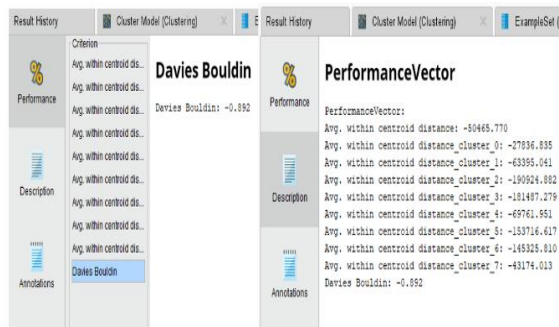 Result History
Cluster Model (Clustering)
Performance
Description
Annotations
Criterion
Avg. within centroid dis...
Avg. within centroid dis...
Avg. within centroid dis...
Avg. within centroid dis...
Avg. within centroid dis...
Avg. within centroid dis...
Avg. within centroid dis...
Avg. within centroid dis...
Avg. within centroid dis...
Davies Bouldin
Davies Bouldin
Davies Bouldin: -0.892
Result History
Cluster Model (Clustering)
ExampleSet (
Performance
Description
Annotations
PerformanceVector
PerformanceVector:
Avg. within centroid distance: -50465.770
Avg. within centroid distance_cluster_0: -27836.835
Avg. within centroid distance_cluster_1: -63395.041
Avg. within centroid distance_cluster_2: -190924.882
Avg. within centroid distance_cluster_3: -181487.279
Avg. within centroid distance_cluster_4: -69761.951
Avg. within centroid distance_cluster_5: -153716.617
Avg. within centroid distance_cluster_6: -145325.810
Avg. within centroid distance_cluster_7: -43174.013
Davies Bouldin: -0.892